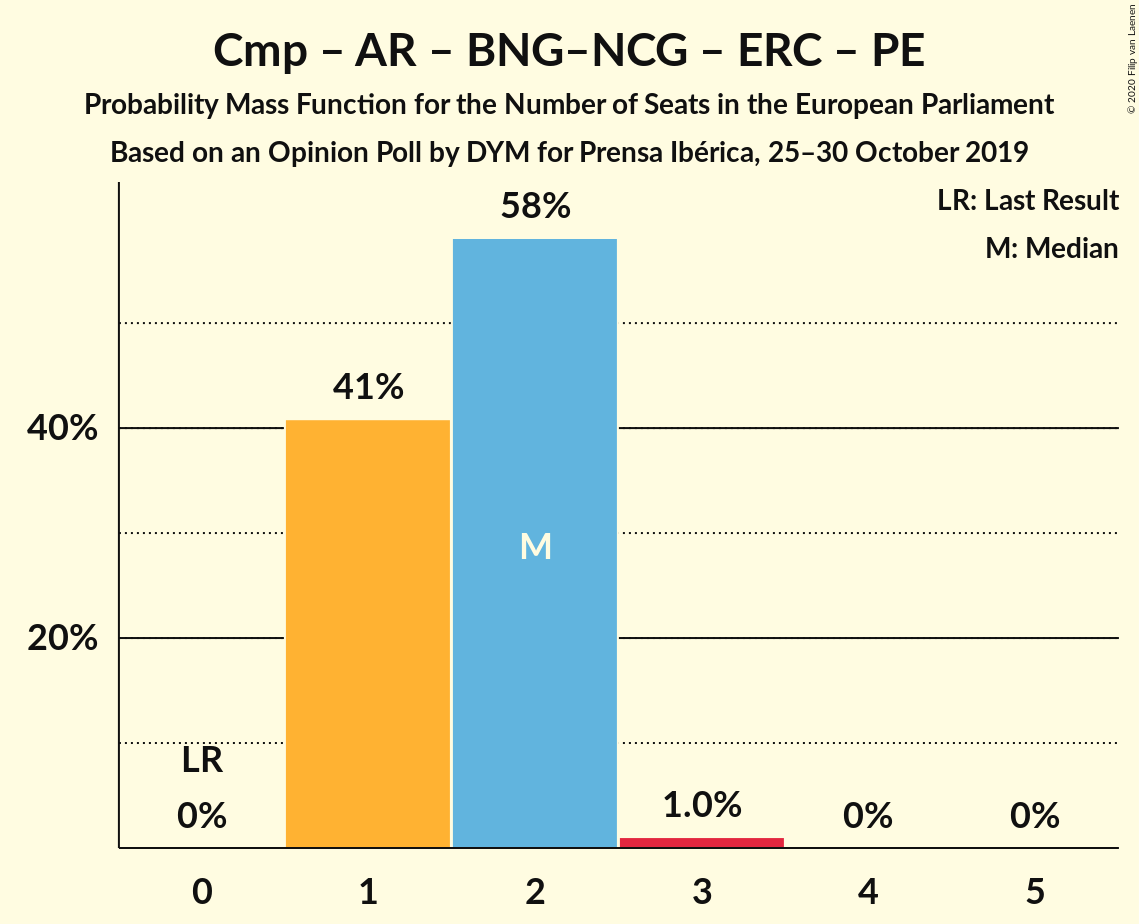 Cmp – AR – BNG–NCG – ERC – PE
Probability Mass Function for the Number of Seats in the European Parliament
Based on an Opinion Poll by DYM for Prensa Ibérica, 25–30 October 2019
© 2020 Filip van Laenen
LR: Last Result
M: Median
58%
41%
40%
M
20%
LR
0%
1.0%
0%
0%
0
1
2
3
4
5